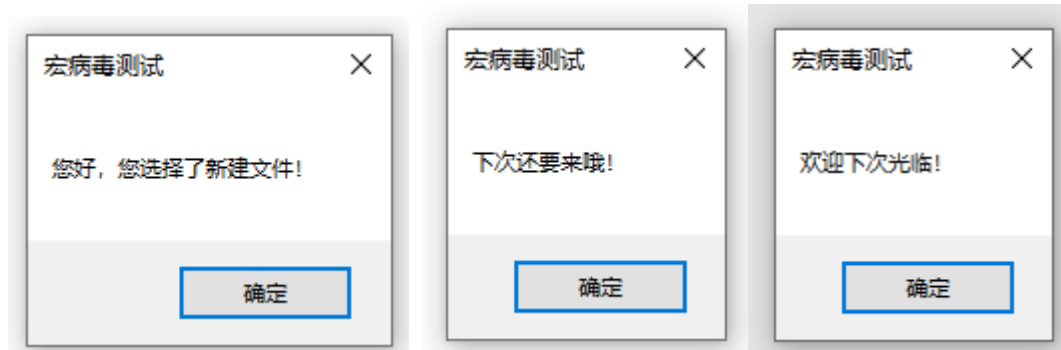 宏病毒测试
您好，您选择了新建文件!
确定
宏病毒测试
下次还要来哦!
确定
宏病毒测试
欢迎下次光临!
确定